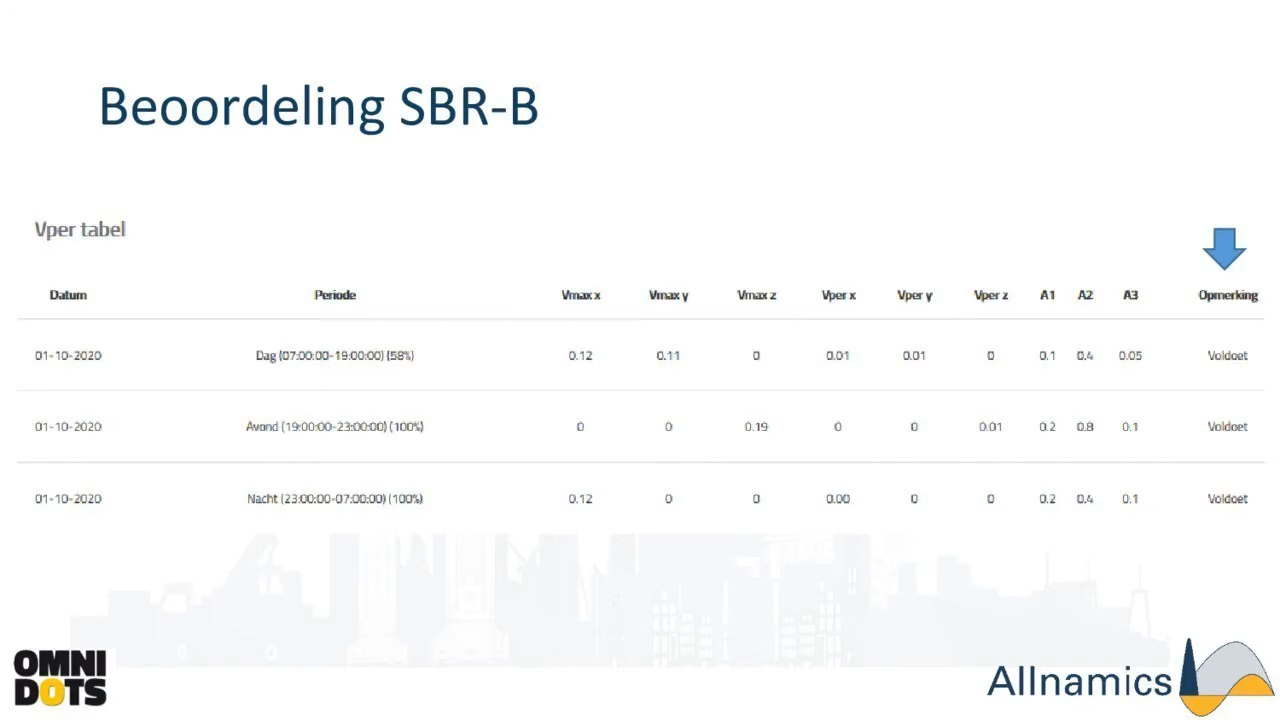 Beoordeling SBR-B
Vper tabel
Datum Periode Vmax x Vmax y Vmax z Vper x Vper y Vper z A1 A2 A3 Opmerking
01-10-2020 Dag (07:00:00-19:00:00) (58%) 0.12 0.11 0 0.01 0.01 0 0.1 0.4 0.05 Voldoet
01-10-2020 Avond (19:00:00-23:00:00) (100%) 0 0 0.19 0 0 0.01 0.2 0.8 0.1 Voldoet
01-10-2020 Nacht (23:00:00-07:00:00) (100%) 0.12 0 0 0.00 0 0 0.2 0.4 0.1 Voldoet
OMNI
DOTS
Allnamics